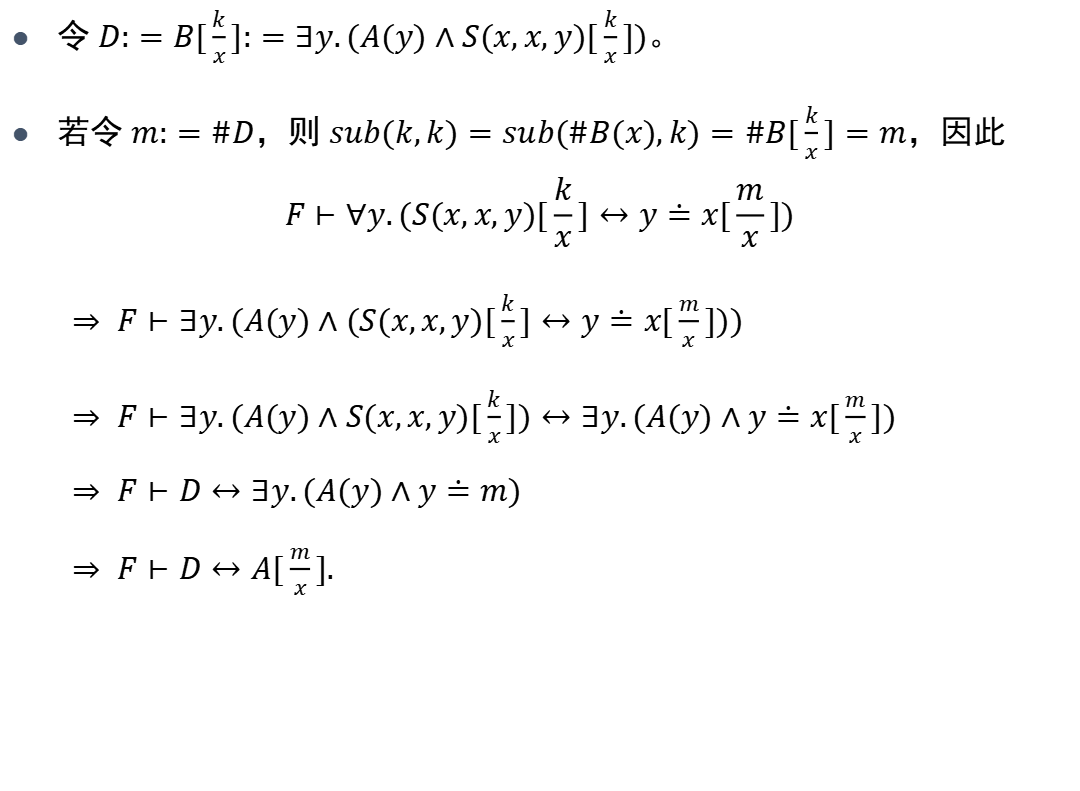 ● 令 D: = B[k/x]: = ∃y. (A(y) ∧ S(x, x, y)[k/x])。
● 若令 m: = #D，则 sub(k, k) = sub(#B(x), k) = #B[k/x] = m，因此
F ⊢ ∀y. (S(x, x, y)[k/x] ↔ y ≐ x[m/x])
⇒ F ⊢ ∃y. (A(y) ∧ (S(x, x, y)[k/x] ↔ y ≐ x[m/x]))
⇒ F ⊢ ∃y. (A(y) ∧ S(x, x, y)[k/x]) ↔ ∃y. (A(y) ∧ y ≐ x[m/x])
⇒ F ⊢ D ↔ ∃y. (A(y) ∧ y ≐ m)
⇒ F ⊢ D ↔ A[m/x].